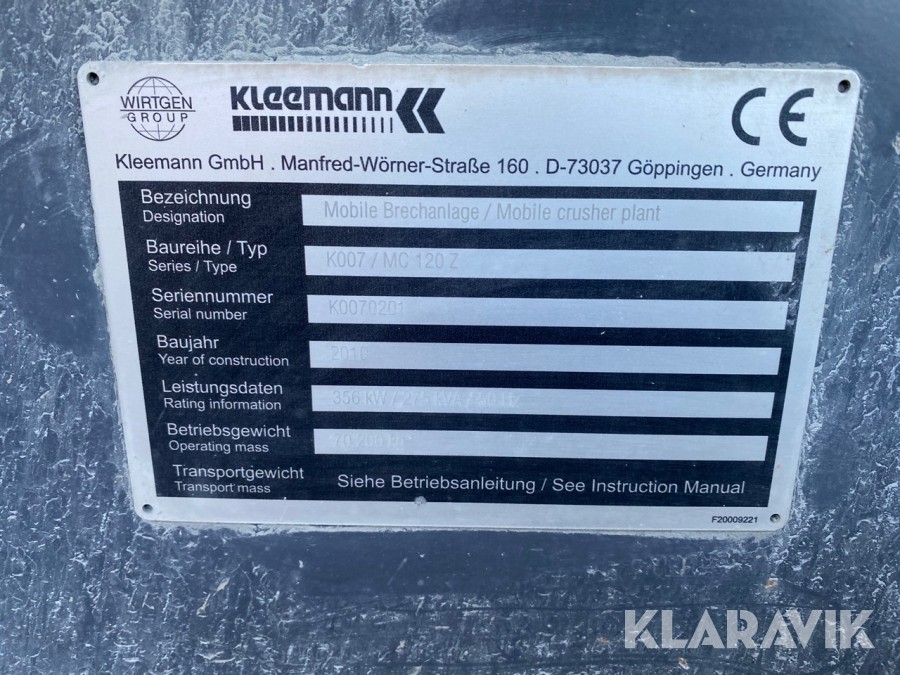 WIRTGEN
GROUP
KLEEMANN
CE
Kleemann GmbH . Manfred-Wörner-Straße 160 . D-73037 Göppingen . Germany
Bezeichnung
Designation
Mobile Brechanlage / Mobile crusher plant
Baureihe / Typ
Series / Type
K007 / MC 120 Z
Seriennummer
Serial number
K0070201
Baujahr
Year of construction
Leistungsdaten
Rating information
356 kW /
Betriebsgewicht
Operating mass
Transportgewicht
Transport mass
Siehe Betriebsanleitung / See Instruction Manual
F20009221
KLARAVIK